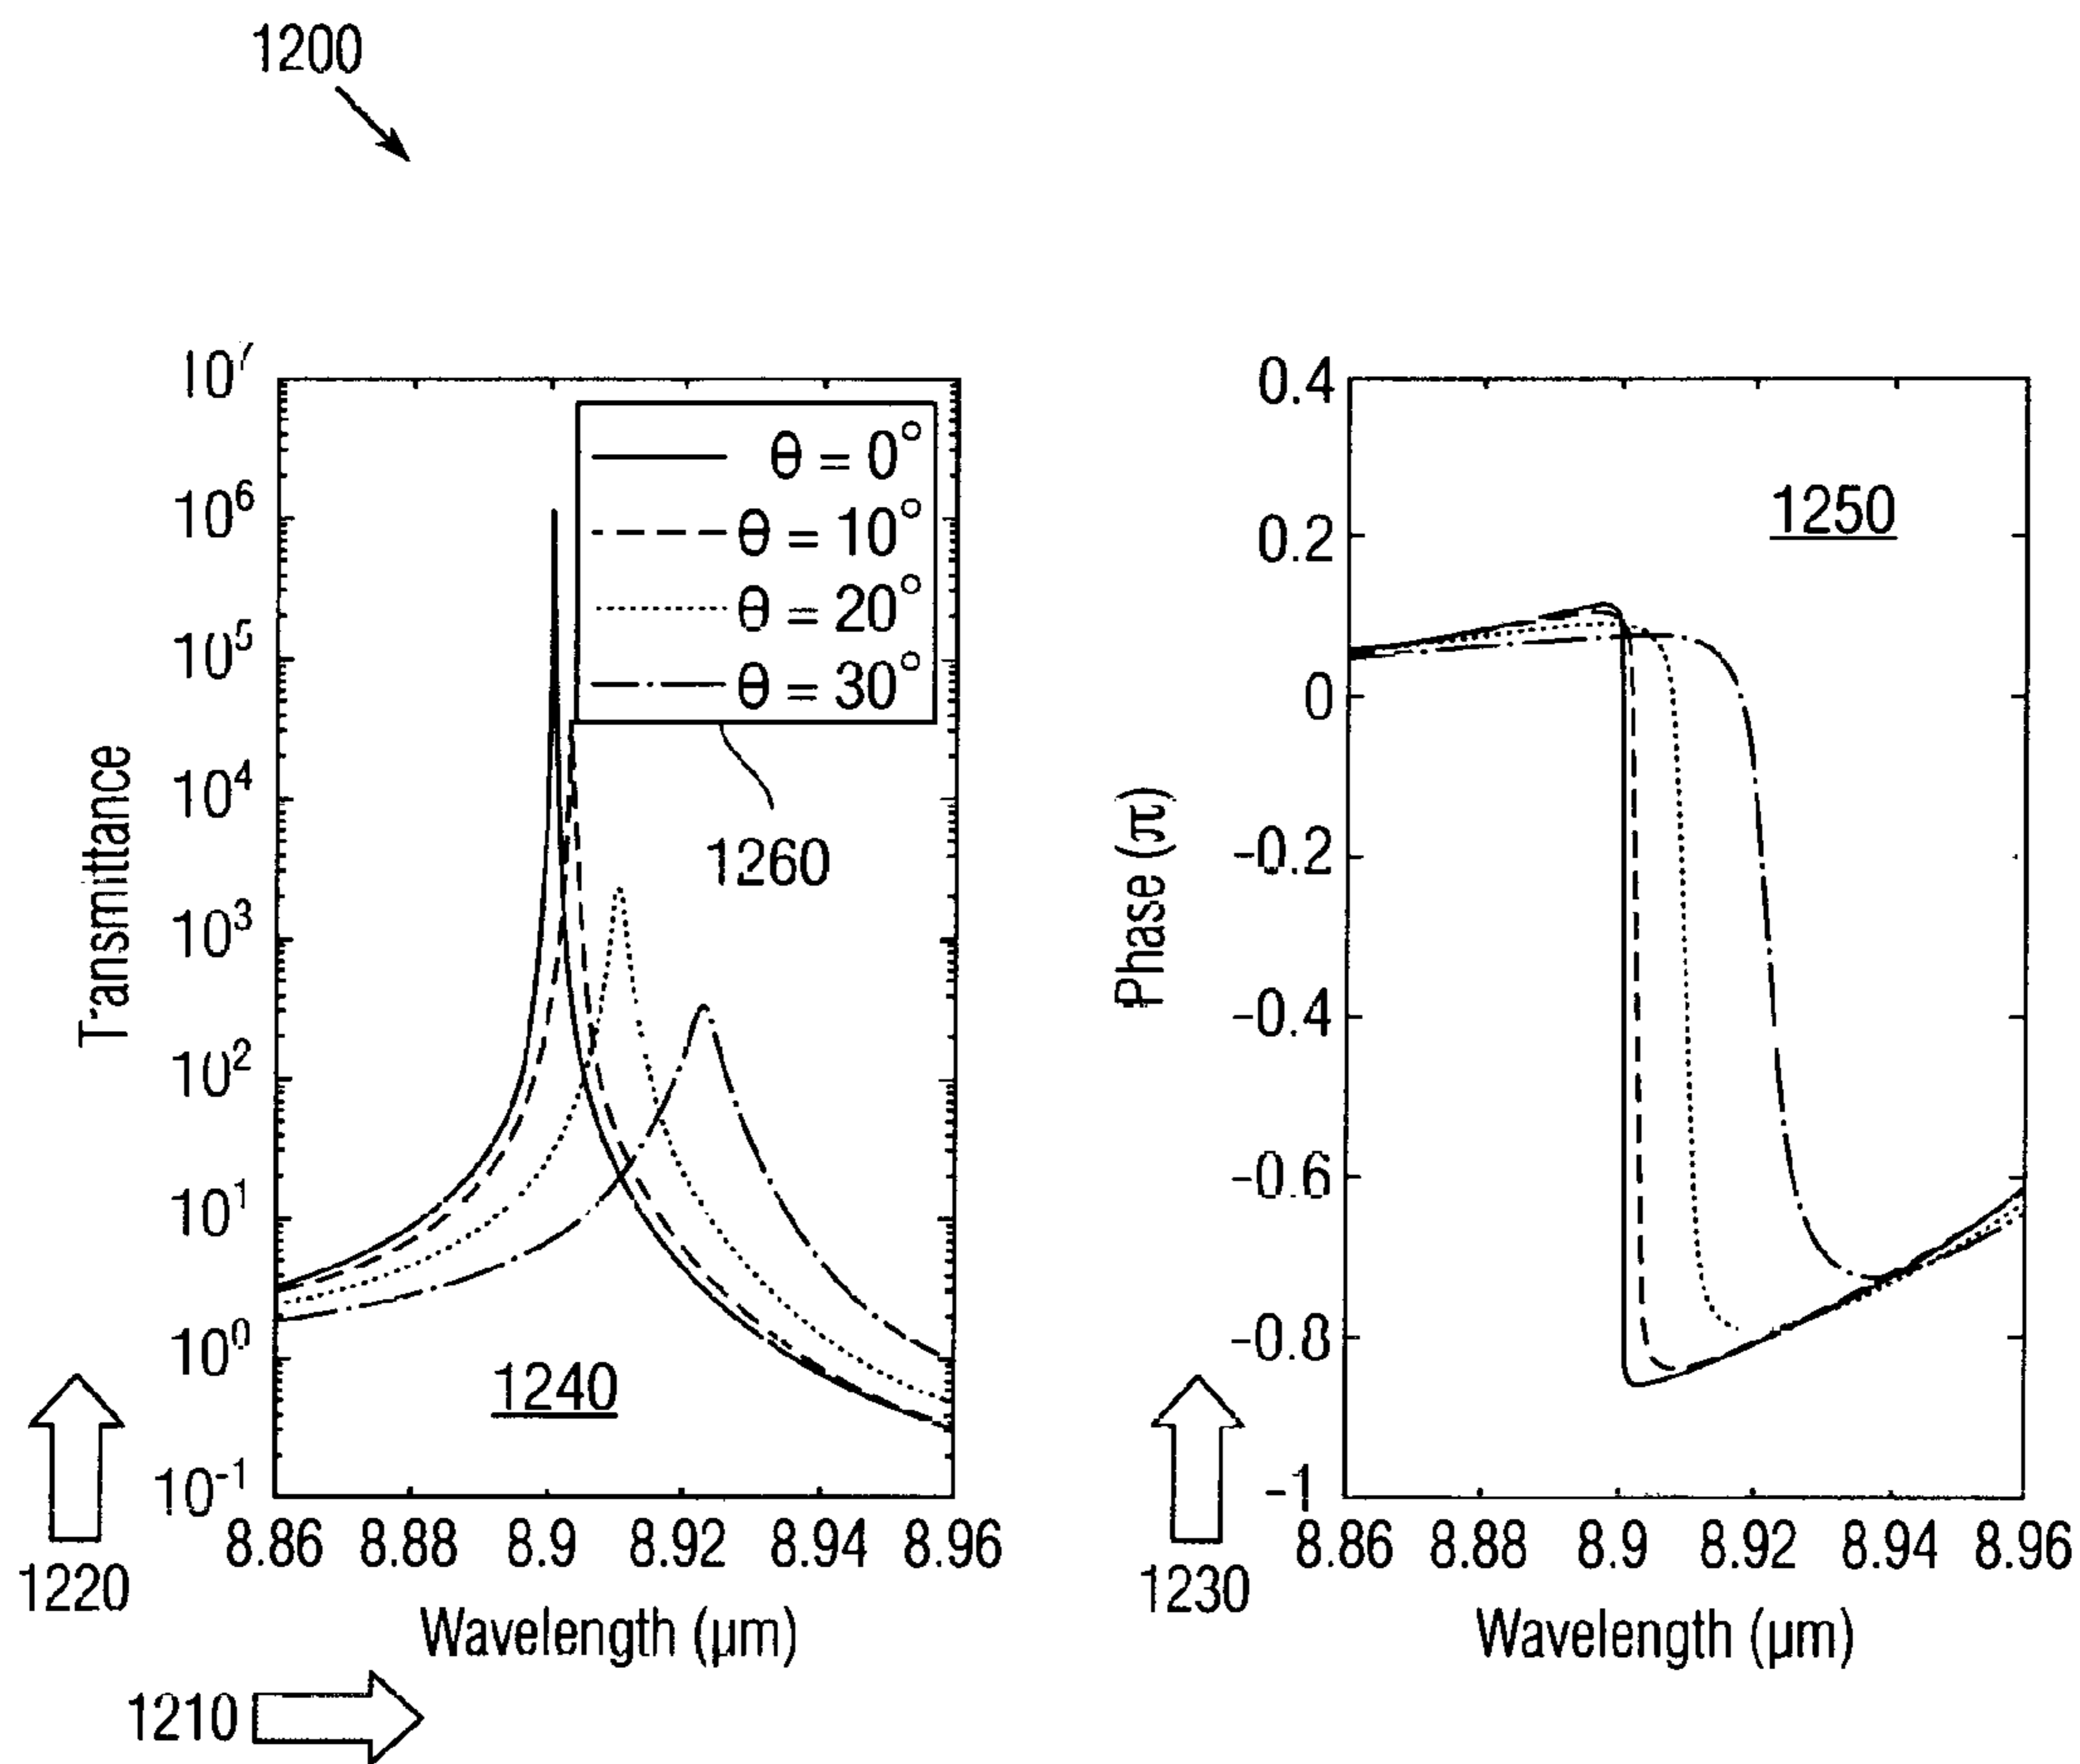 1200
10⁷
10⁶
10⁵
10⁴
10³
10²
10¹
10⁰
10⁻¹
Transmittance
θ = 0°
θ = 10°
θ = 20°
θ = 30°
1260
1240
8.86 8.88 8.9 8.92 8.94 8.96
Wavelength (μm)
1220
1210
0.4
0.2
0
-0.2
-0.4
-0.6
-0.8
-1
Phase (π)
1250
8.86 8.88 8.9 8.92 8.94 8.96
Wavelength (μm)
1230